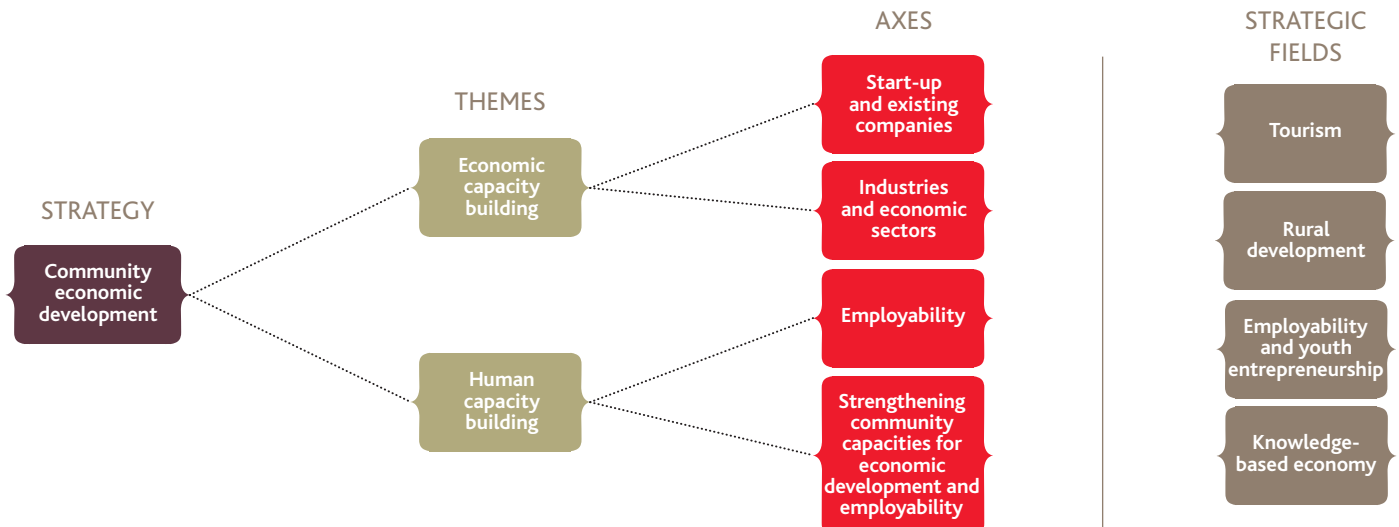 STRATEGY
Community
economic
development
THEMES
Economic
capacity
building
Human
capacity
building
AXES
Start-up
and existing
companies
Industries
and economic
sectors
Employability
Strengthening
community
capacities for
economic
development and
employability
STRATEGIC
FIELDS
Tourism
Rural
development
Employability
and youth
entrepreneurship
Knowledge-
based economy